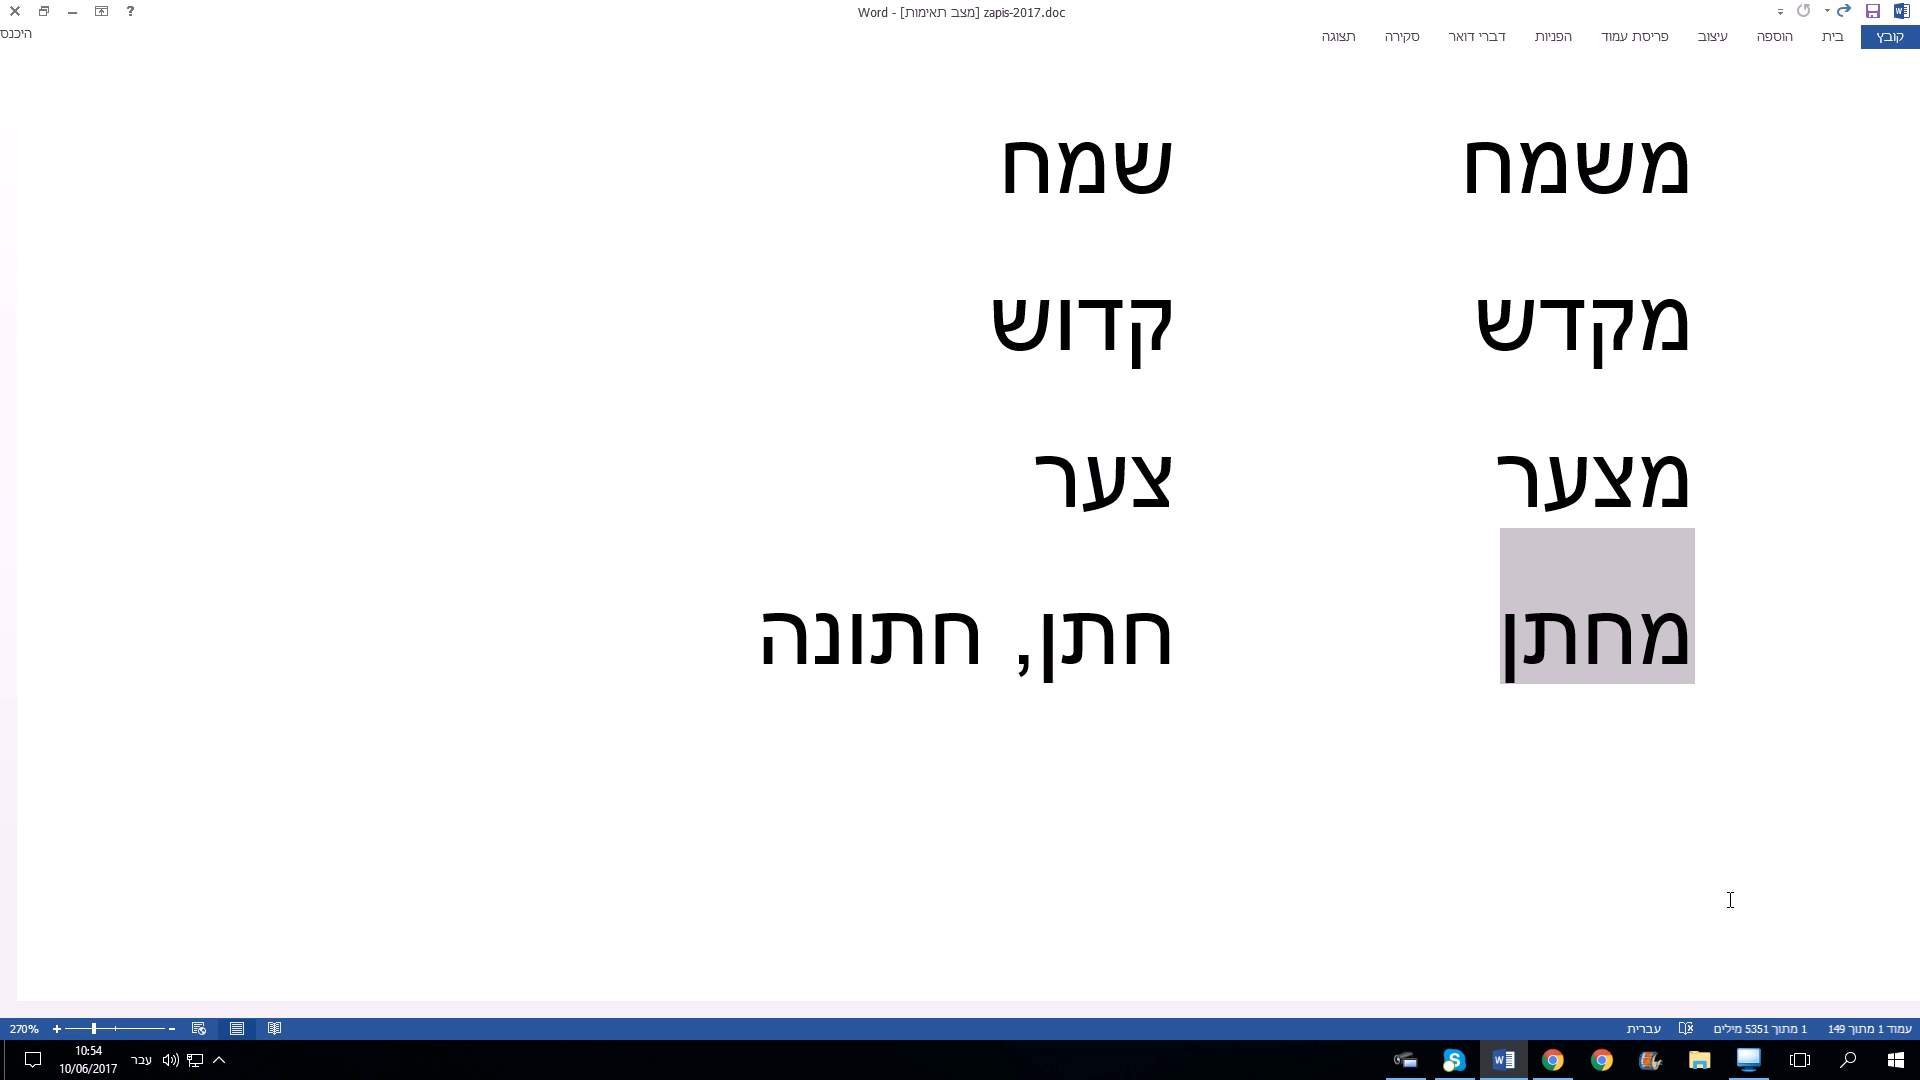 zapis-2017.doc [מצב תאימות] - Word
היכנס
קובץ בית הוספה עיצוב פריסת עמוד הפניות דברי דואר סקירה תצוגה
משמח שמח
מקדש קדוש
מצער צער
מחתן חתן, חתונה
עמוד 1 מתוך 149 1 מתוך 5351 מילים עברית 270%
עבר 10:54
10/06/2017